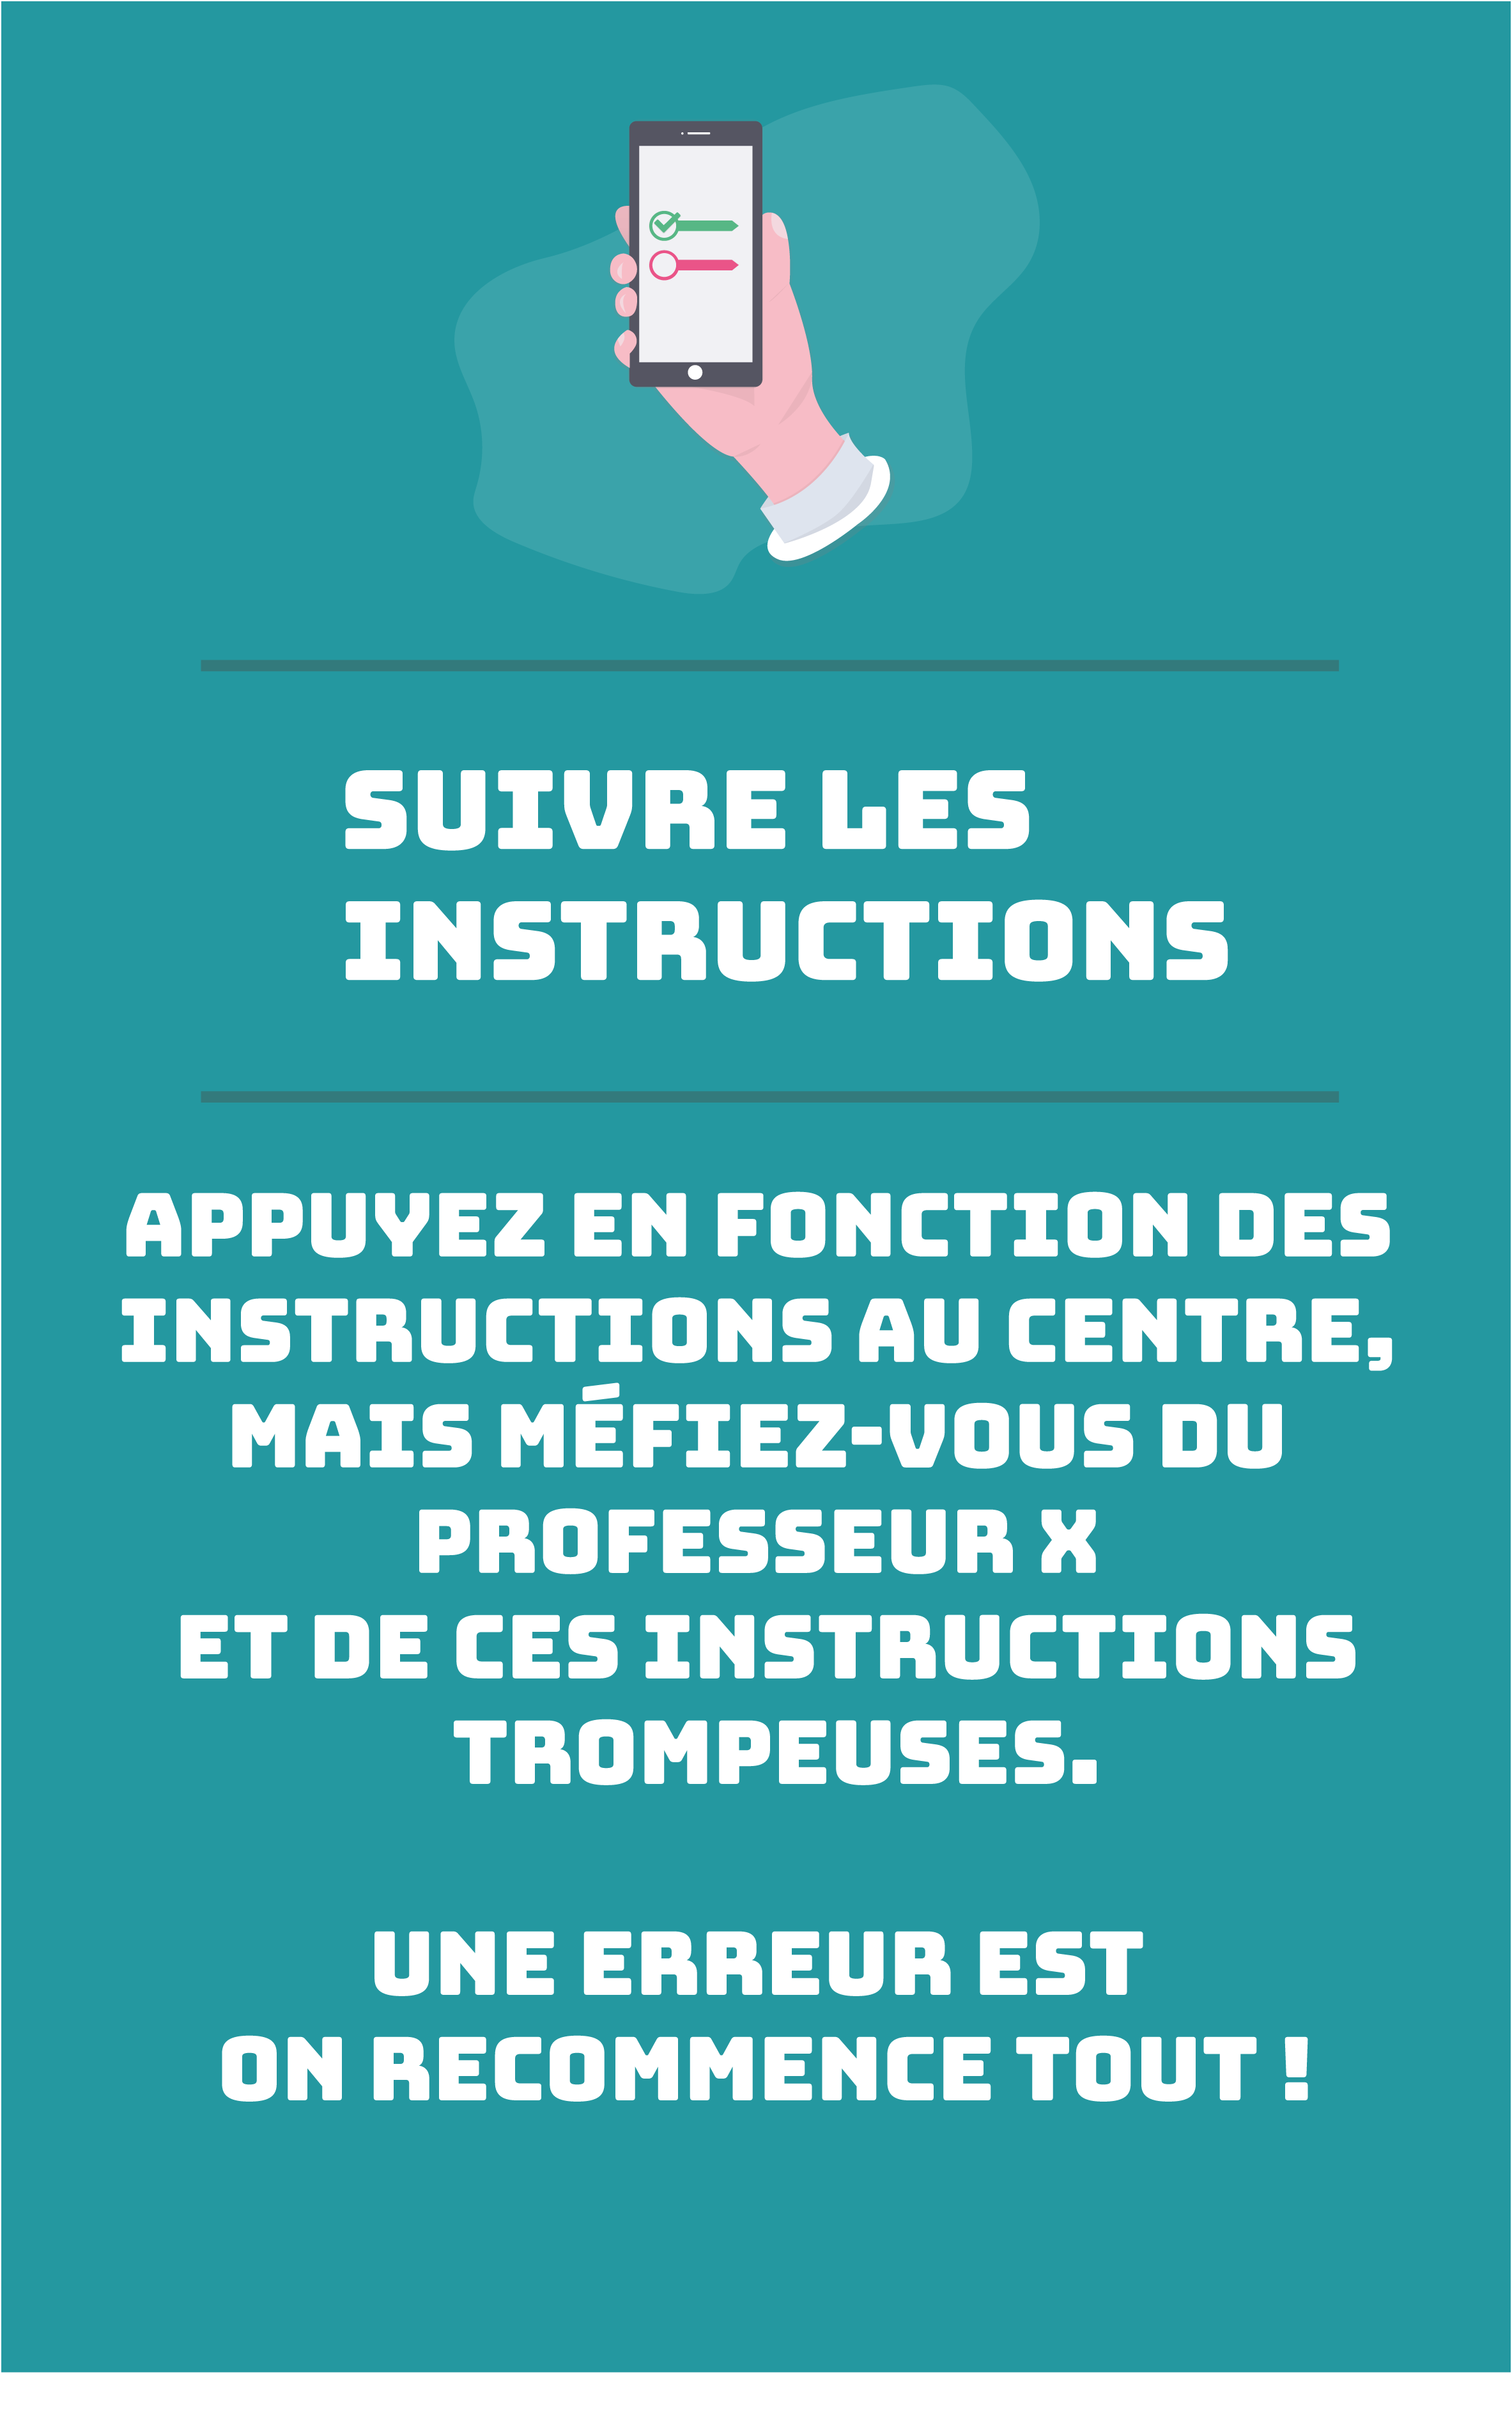 SUIVRE LES
INSTRUCTIONS
APPUYEZ EN FONCTION DES
INSTRUCTIONS AU CENTRE,
MAIS MÉFIEZ-VOUS DU
PROFESSEUR X
ET DE CES INSTRUCTIONS
TROMPEUSES.
UNE ERREUR EST
ON RECOMMENCE TOUT !